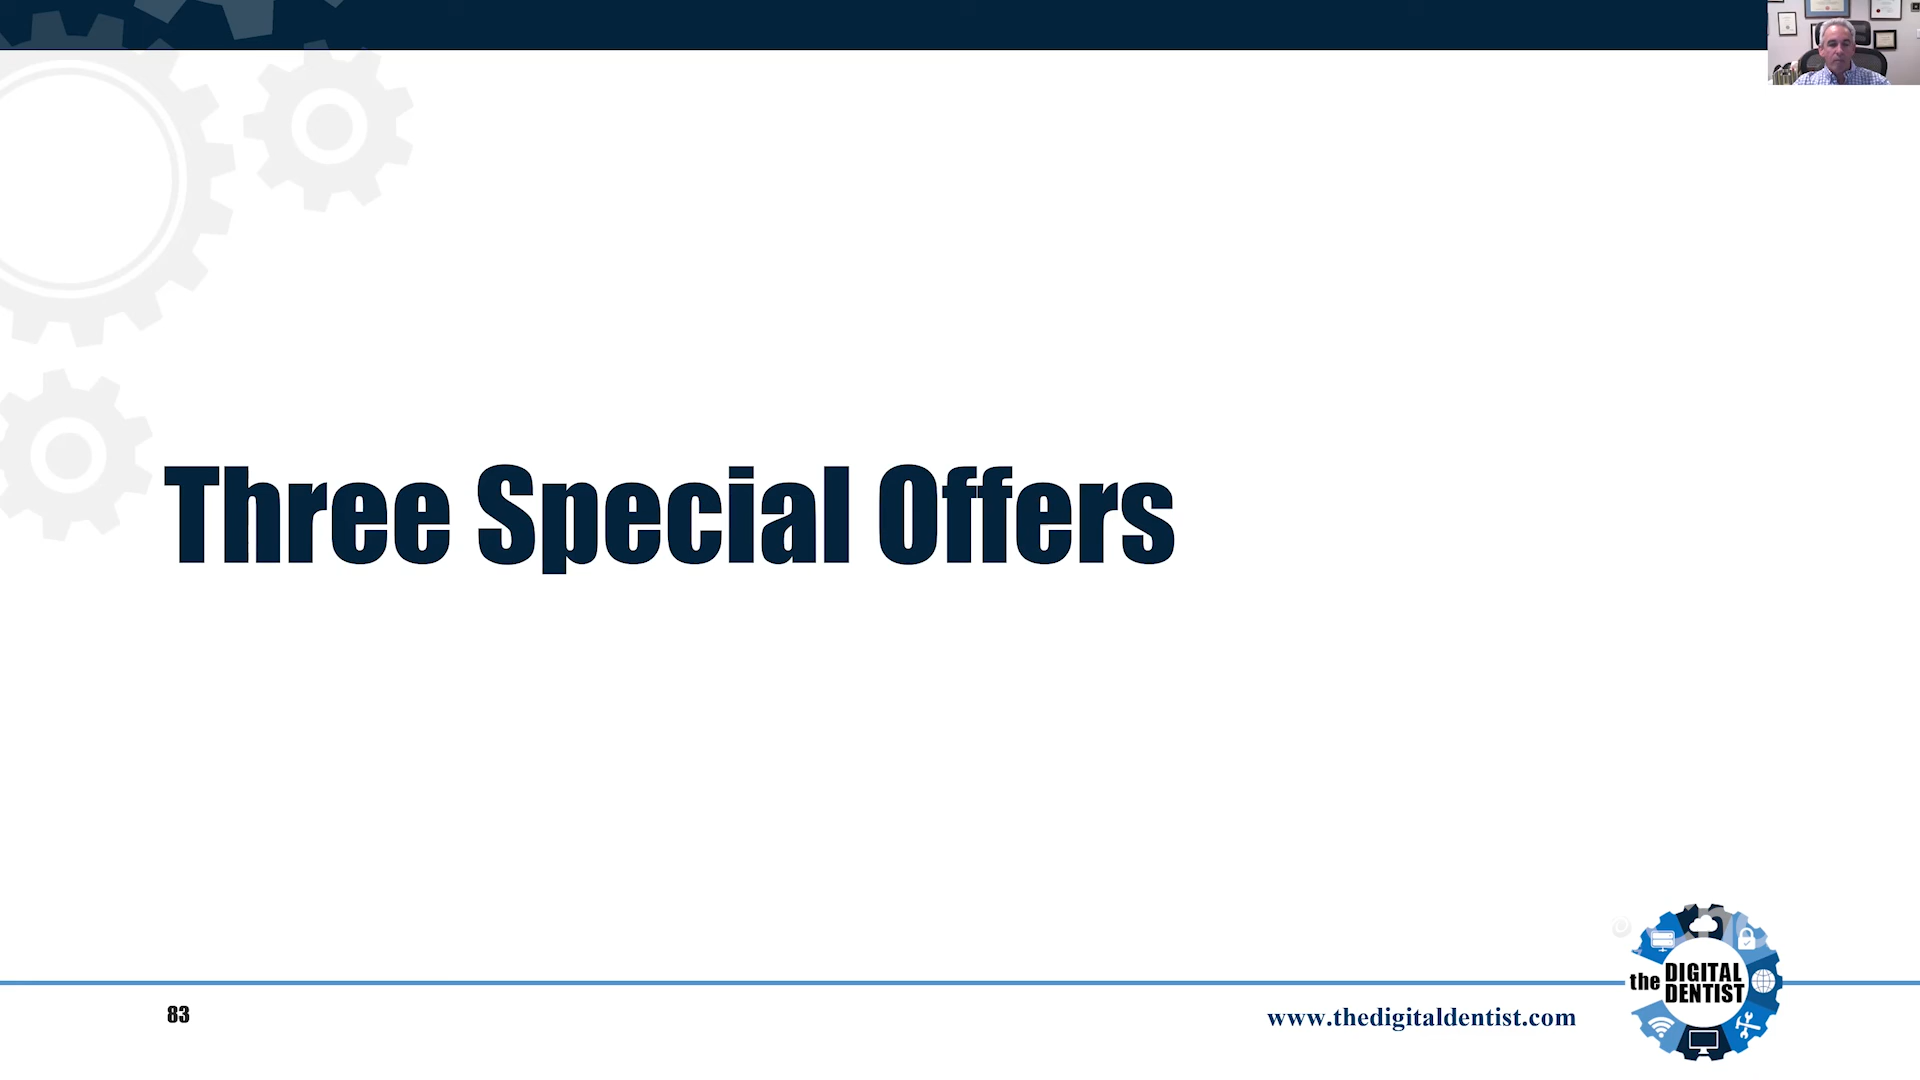 Three Special Offers
83
www.thedigitaldentist.com
the DIGITAL
DENTIST